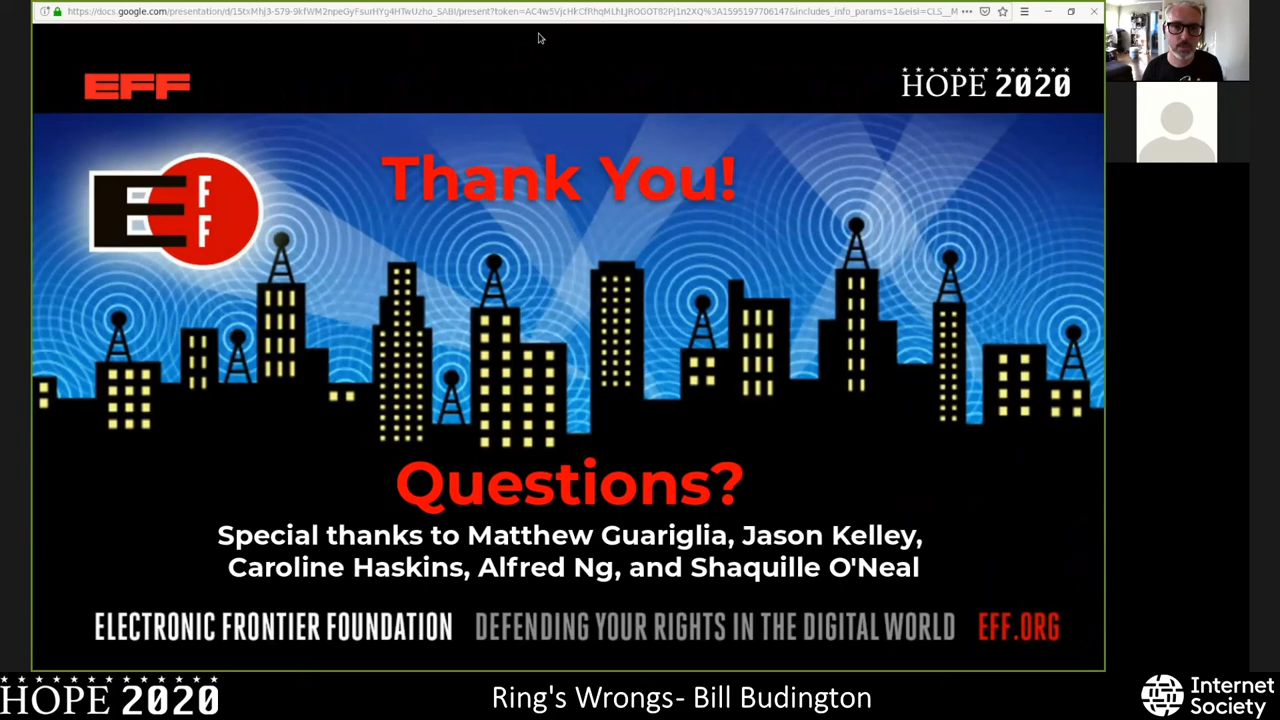 EFF
HOPE 2020
E F F
Thank You!
Questions?
Special thanks to Matthew Guariglia, Jason Kelley,
Caroline Haskins, Alfred Ng, and Shaquille O'Neal
ELECTRONIC FRONTIER FOUNDATION DEFENDING YOUR RIGHTS IN THE DIGITAL WORLD EFF.ORG
HOPE 2020
Ring's Wrongs- Bill Budington
Internet
Society